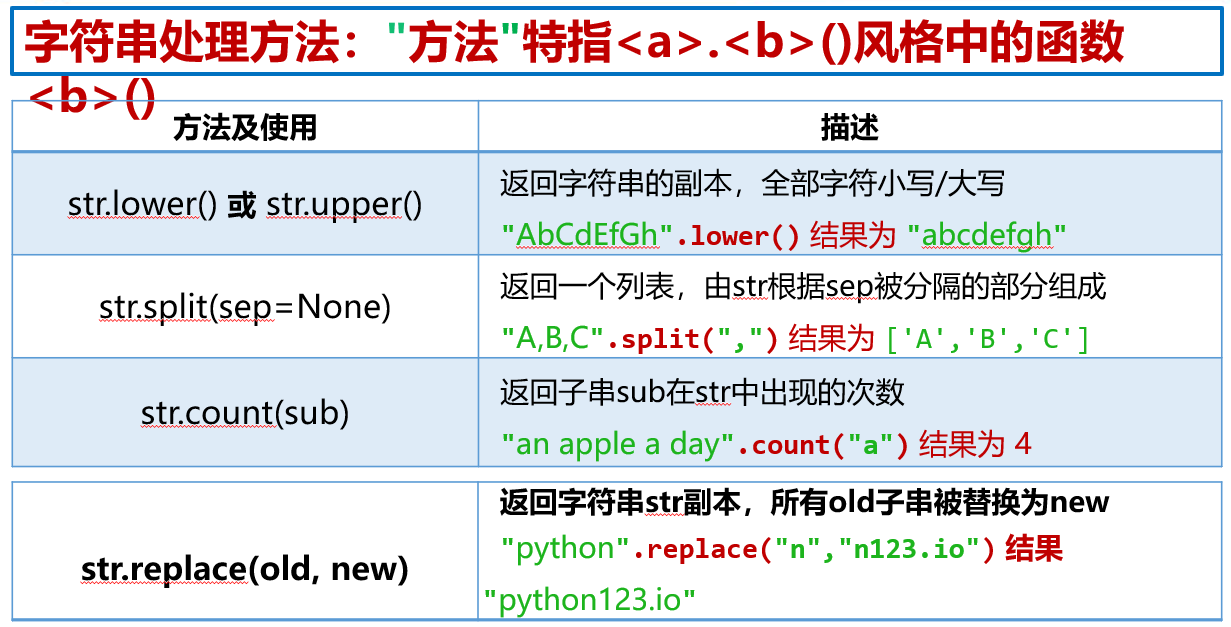 字符串处理方法："方法"特指<a>.<b>()风格中的函数
<b>()
方法及使用
描述
str.lower() 或 str.upper()
返回字符串的副本，全部字符小写/大写
"AbCdEfGh".lower() 结果为 "abcdefgh"
str.split(sep=None)
返回一个列表，由str根据sep被分隔的部分组成
"A,B,C".split(",") 结果为 ['A','B','C']
str.count(sub)
返回子串sub在str中出现的次数
"an apple a day".count("a") 结果为 4
str.replace(old, new)
返回字符串str副本，所有old子串被替换为new
"python".replace("n","n123.io") 结果
"python123.io"